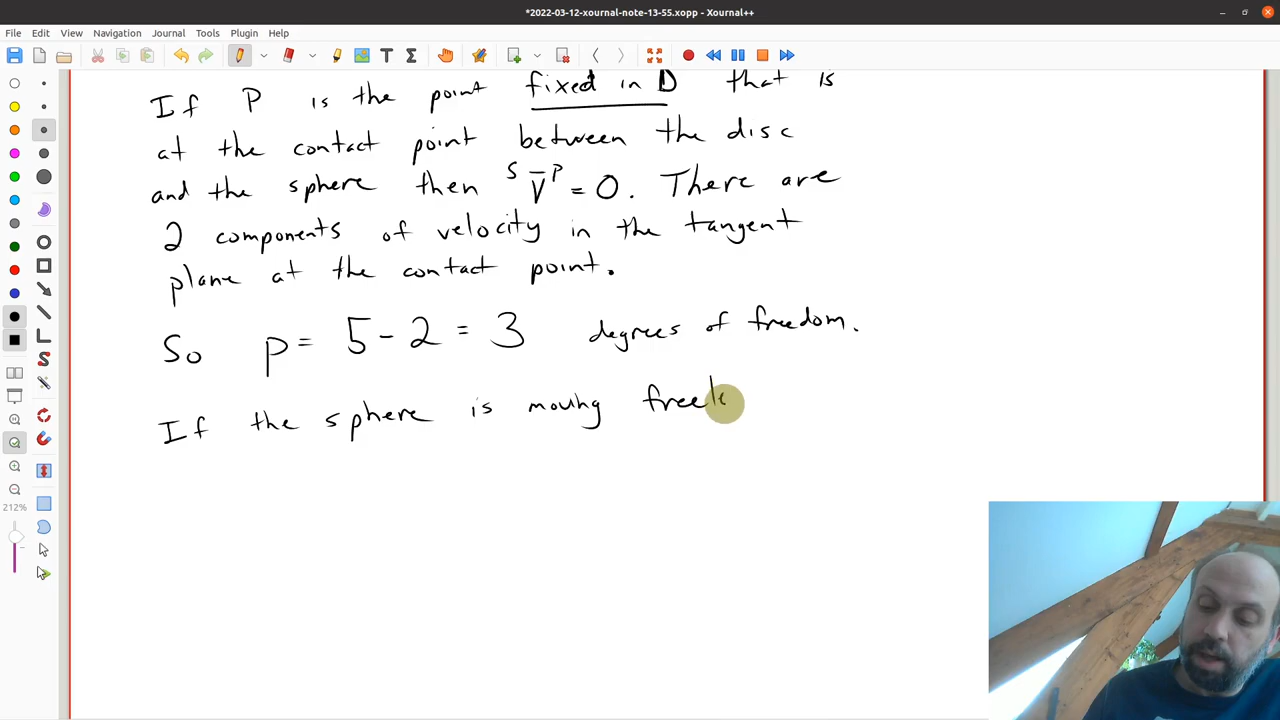 *2022-03-12-xournal-note-13-55.xopp - Xournal++
File Edit View Navigation Journal Tools Plugin Help
If P is the point fixed in D that is
at the contact point between the disc
and the sphere then S V̅ P = 0. There are
2 components of velocity in the tangent
plane at the contact point.
So p = 5 - 2 = 3 degrees of freedom.
If the sphere is moving
212%